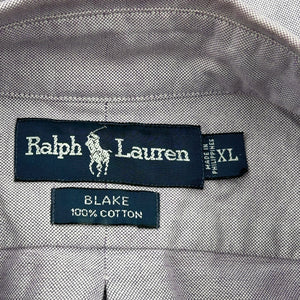 Ralph Lauren
MADE IN
PHILIPPINES
XL
BLAKE
100% COTTON